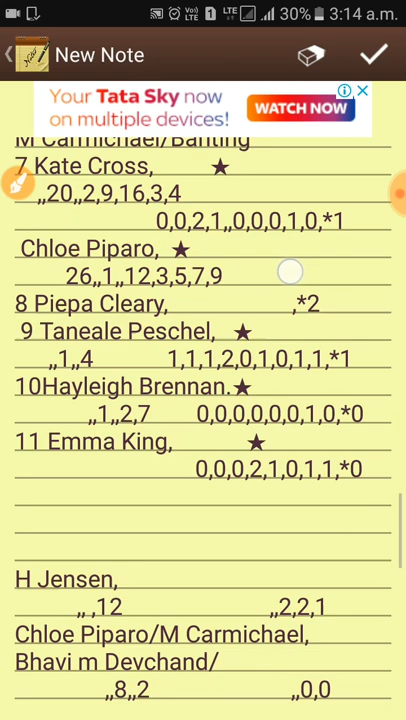 30% 3:14 a.m.
New Note
Your Tata Sky now
on multiple devices!
WATCH NOW
M Carmichael/Banting
7 Kate Cross, ★
,,20,,2,9,16,3,4
0,0,2,1,,0,0,0,1,0,*1
Chloe Piparo, ★
26,,1,,12,3,5,7,9
8 Piepa Cleary, ,*2
9 Taneale Peschel, ★
,,1,,4 1,1,1,2,0,1,0,1,1,*1
10Hayleigh Brennan.★
,,1,,2,7 0,0,0,0,0,0,1,0,*0
11 Emma King, ★
0,0,0,2,1,0,1,1,*0
H Jensen,
,, ,12 ,,2,2,1
Chloe Piparo/M Carmichael,
Bhavi m Devchand/
,,8,,2 ,,0,0